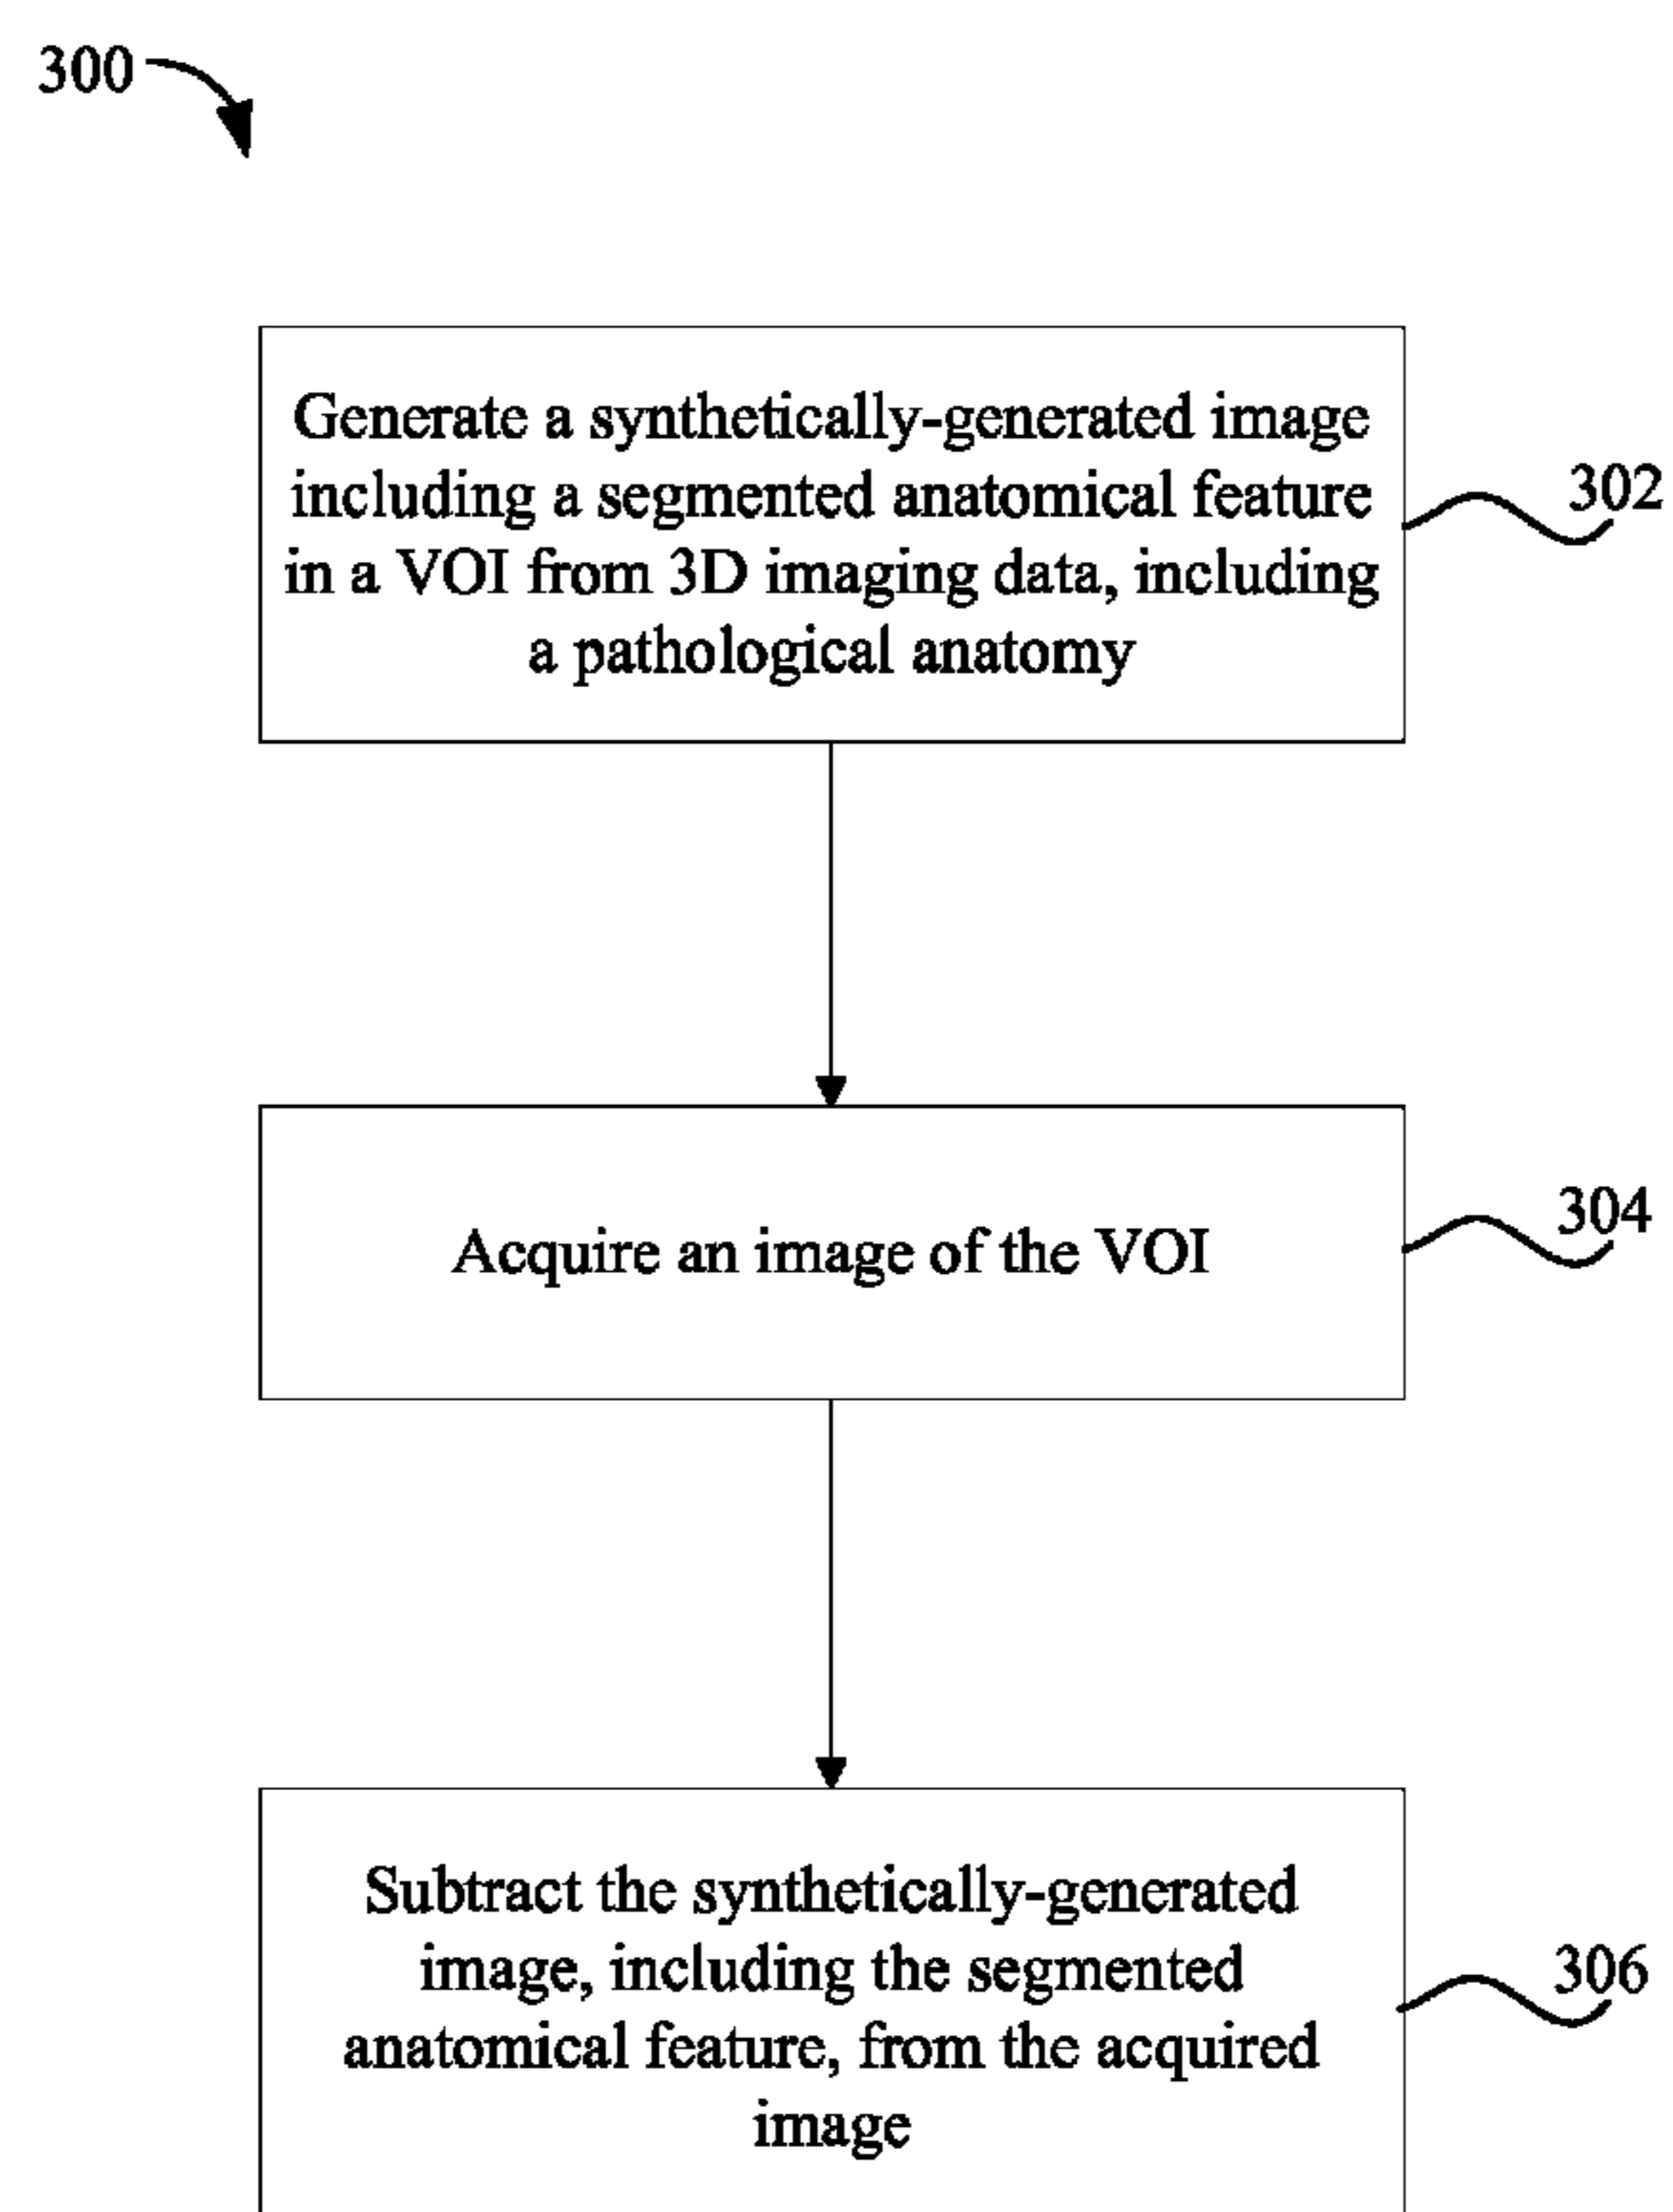 300
Generate a synthetically-generated image
including a segmented anatomical feature
in a VOI from 3D imaging data, including
a pathological anatomy
302
Acquire an image of the VOI
304
Subtract the synthetically-generated
image, including the segmented
anatomical feature, from the acquired
image
306